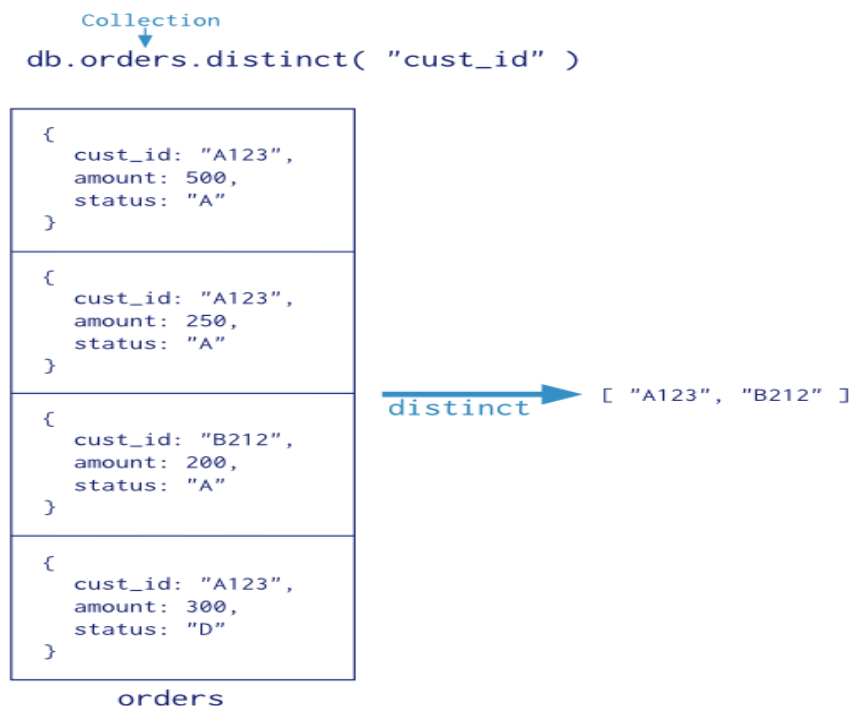 Collection
db.orders.distinct( "cust_id" )
{
cust_id: "A123",
amount: 500,
status: "A"
}
{
cust_id: "A123",
amount: 250,
status: "A"
}
{
cust_id: "B212",
amount: 200,
status: "A"
}
{
cust_id: "A123",
amount: 300,
status: "D"
}
orders
distinct
[ "A123", "B212" ]